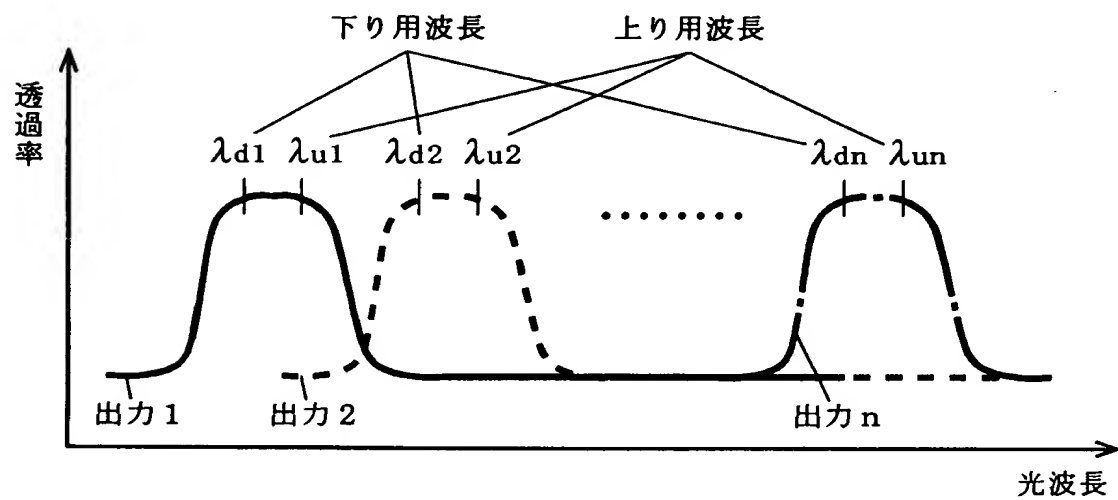 下り用波長 上り用波長
透過率
λd1 λu1 λd2 λu2 λdn λun
出力1 出力2 出力n
光波長